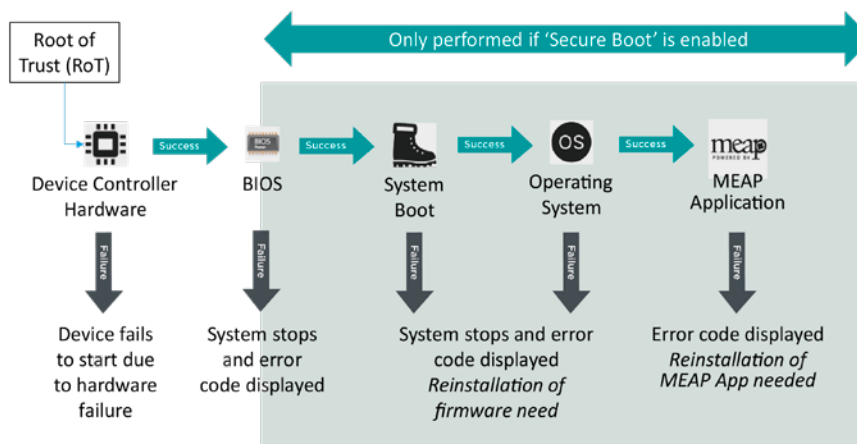 Only performed if ‘Secure Boot’ is enabled
Root of
Trust (RoT)
Success
BIOS
Success
Success
OS
Success
meap
POWERED BY
Device Controller
Hardware
BIOS
System
Boot
Operating
System
MEAP
Application
Failure
Failure
Failure
Failure
Failure
Device fails
to start due
to hardware
failure
System stops
and error
code displayed
System stops and error
code displayed
Reinstallation of
firmware need
Error code displayed
Reinstallation of
MEAP App needed